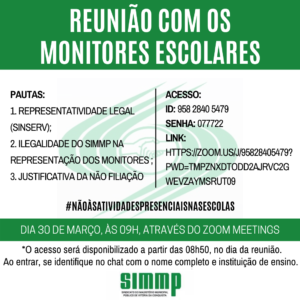 REUNIÃO COM OS
MONITORES ESCOLARES
PAUTAS:
1. REPRESENTATIVIDADE LEGAL
(SINSERV);
2. ILEGALIDADE DO SIMMP NA
REPRESENTAÇÃO DOS MONITORES ;
3. JUSTIFICATIVA DA NÃO FILIAÇÃO
ACESSO:
ID: 958 2840 5479
SENHA: 077722
LINK:
HTTPS://ZOOM.US/J/95828405479?
PWD=TMPZNXDTODD2AJRVC2G
WEVZAYMSRUT09
#NÃOÀSATIVIDADESPRESENCIAISNASESCOLAS
DIA 30 DE MARÇO, ÀS 09H, ATRAVÉS DO ZOOM MEETINGS
*O acesso será disponibilizado a partir das 08h50, no dia da reunião.
Ao entrar, se identifique no chat com o nome completo e instituição de ensino.
SIMMP